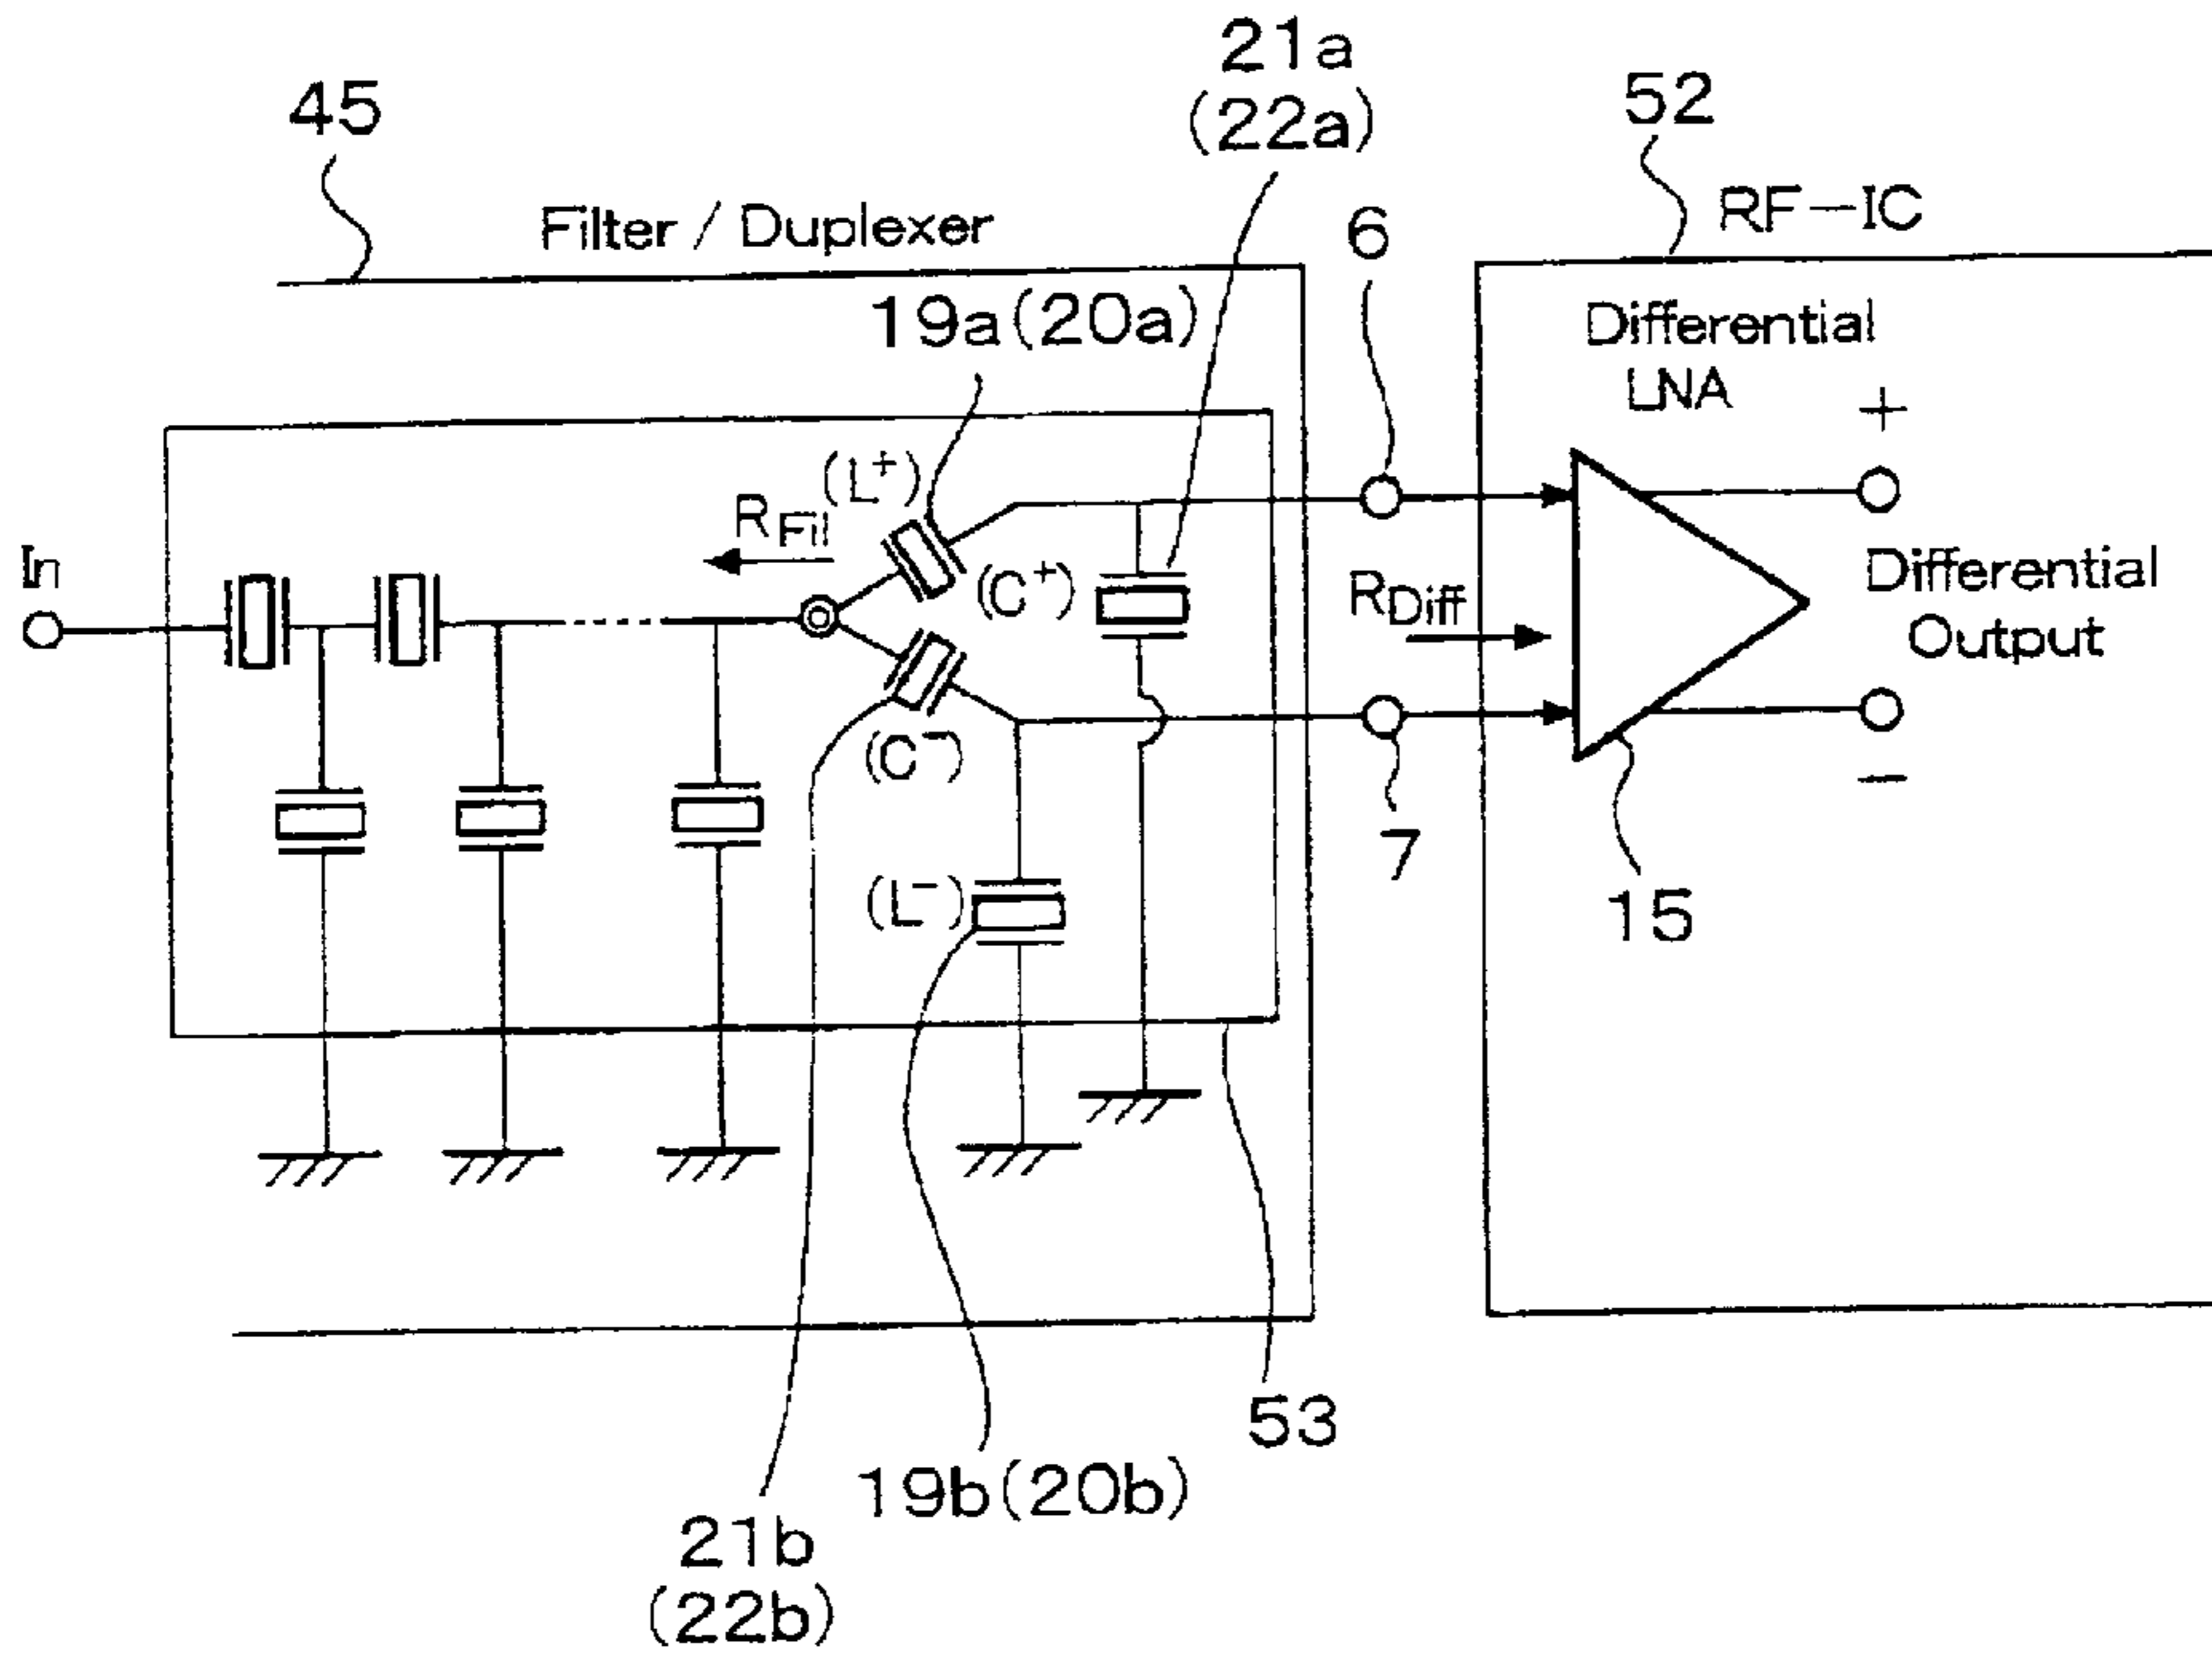 21a
(22a)
45
52
Filter / Duplexer
6
RF-IC
19a(20a)
Differential
LNA
+
(L+)
RFil
In
(C+)
RDiff
Differential
Output
(C-)
-
7
(L-)
15
53
19b(20b)
21b
(22b)